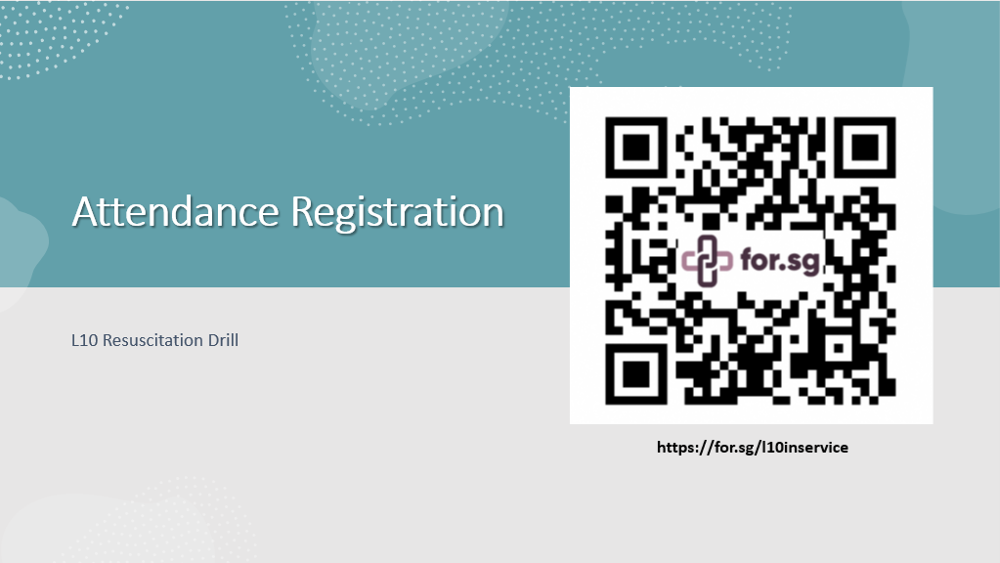 Attendance Registration
L10 Resuscitation Drill
for.sg
https://for.sg/l10inservice